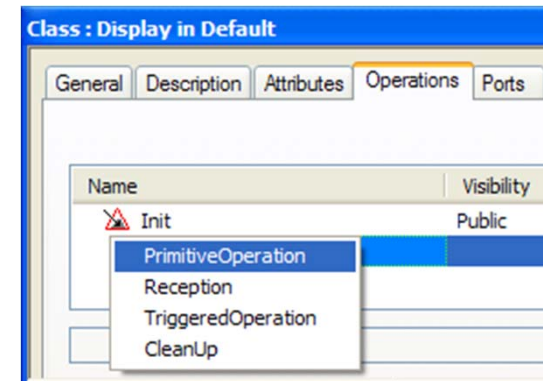 Class : Display in Default
General Description Attributes Operations Ports
Name Visibility
Init Public
PrimitiveOperation
Reception
TriggeredOperation
CleanUp